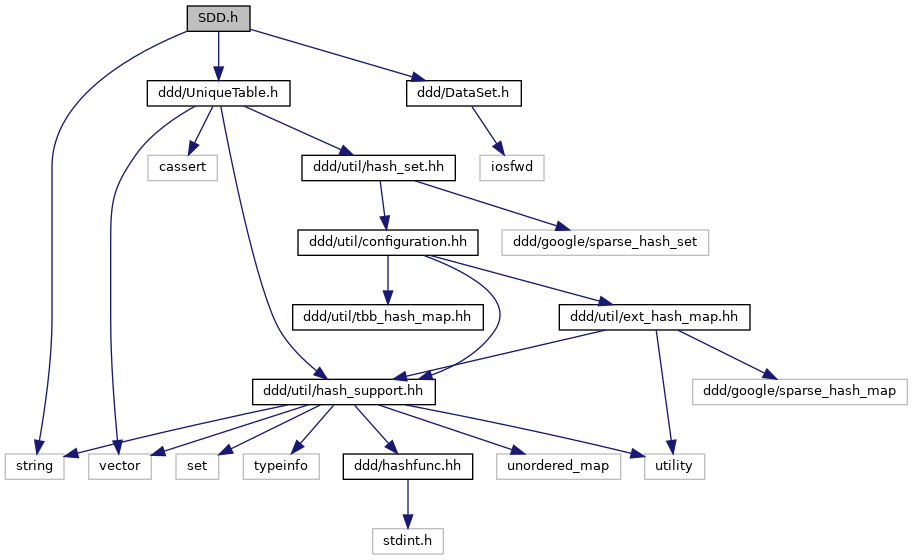 SDD.h
ddd/UniqueTable.h
ddd/DataSet.h
cassert
ddd/util/hash_set.hh
iosfwd
ddd/util/configuration.hh
ddd/google/sparse_hash_set
ddd/util/tbb_hash_map.hh
ddd/util/ext_hash_map.hh
ddd/util/hash_support.hh
ddd/google/sparse_hash_map
string
vector
set
typeinfo
ddd/hashfunc.hh
unordered_map
utility
stdint.h